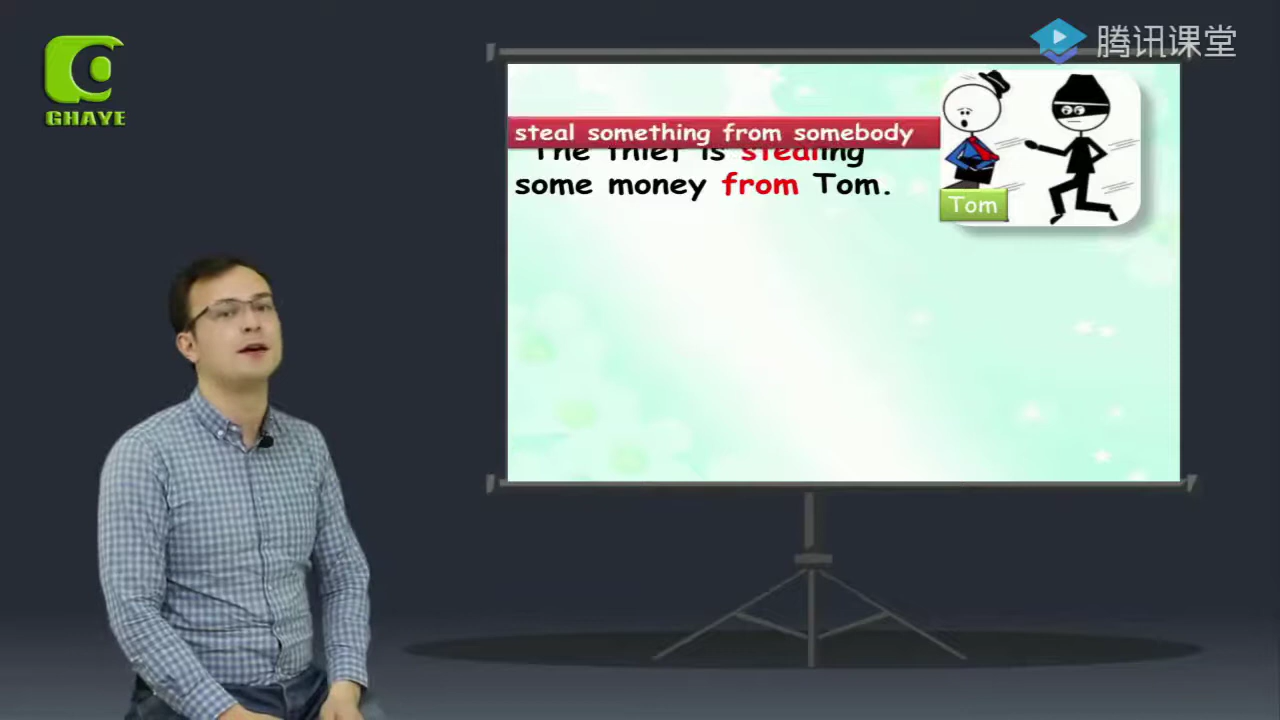 GHAYE
腾讯课堂
steal something from somebody
The thief is stealing
some money from Tom.
Tom